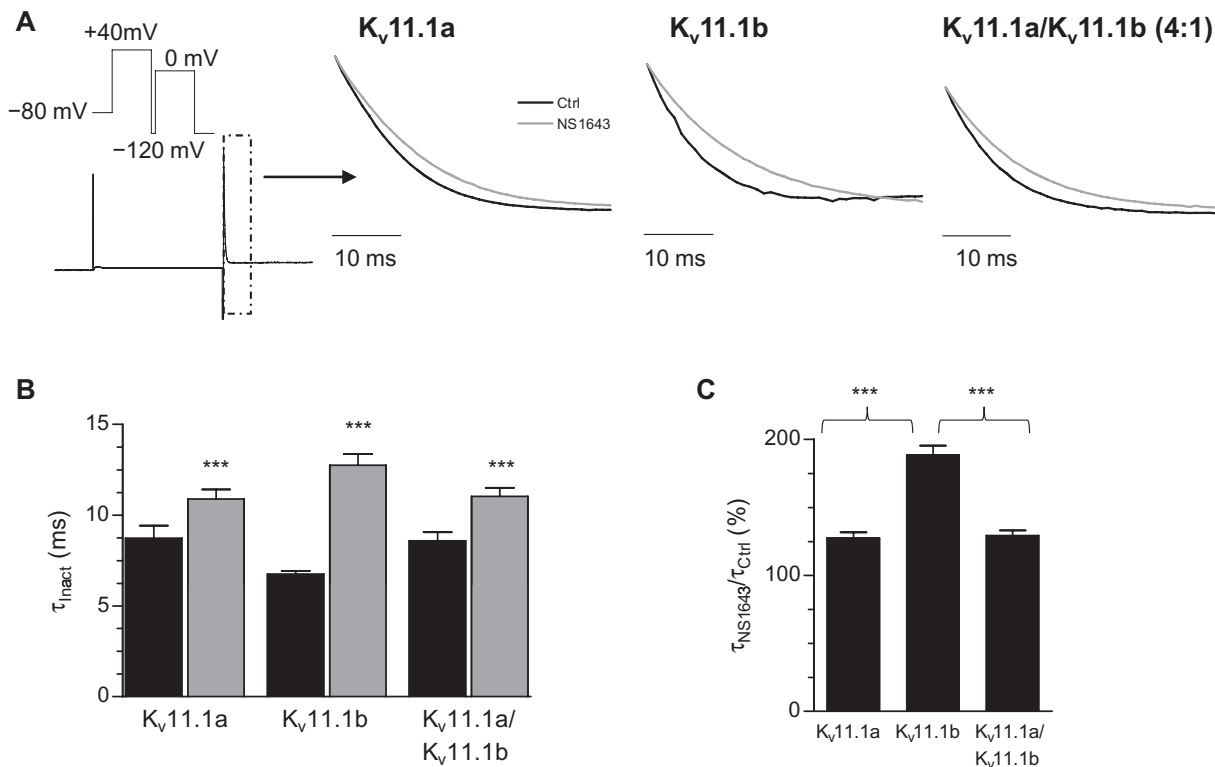 A
+40mV
0 mV
−80 mV
−120 mV
Kv11.1a
Kv11.1b
Kv11.1a/Kv11.1b (4:1)
Ctrl
NS1643
10 ms
10 ms
10 ms
B
15
10
5
0
τInact (ms)
***
***
***
Kv11.1a
Kv11.1b
Kv11.1a/
Kv11.1b
C
***
***
200
100
0
τNS1643/τCtrl (%)
Kv11.1a
Kv11.1b
Kv11.1a/
Kv11.1b